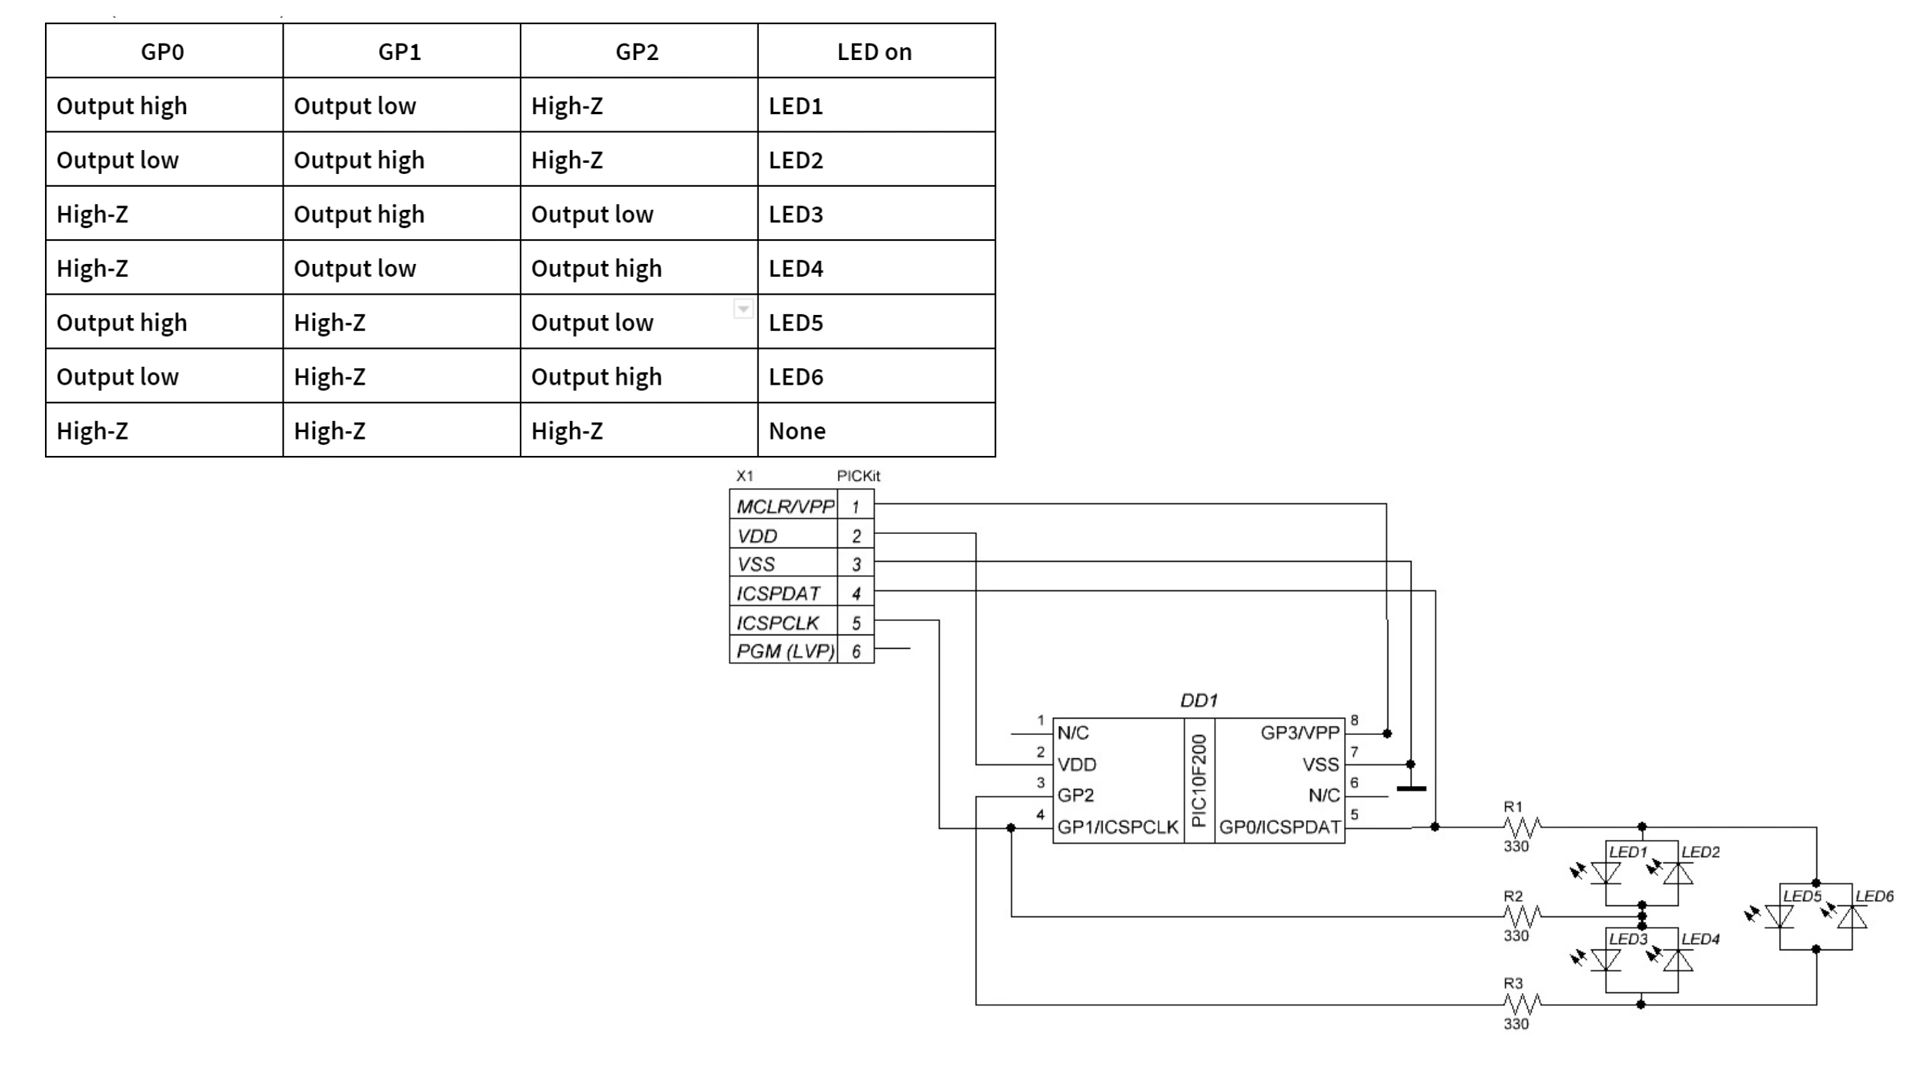 GP0 GP1 GP2 LED on
Output high Output low High-Z LED1
Output low Output high High-Z LED2
High-Z Output high Output low LED3
High-Z Output low Output high LED4
Output high High-Z Output low LED5
Output low High-Z Output high LED6
High-Z High-Z High-Z None
X1 PICKit
MCLR/VPP 1
VDD 2
VSS 3
ICSPDAT 4
ICSPCLK 5
PGM (LVP) 6
DD1
1 N/C GP3/VPP 8
2 VDD VSS 7
3 GP2 N/C 6
4 GP1/ICSPCLK GP0/ICSPDAT 5
PIC10F200
R1
330
LED1 LED2
R2
330
LED5 LED6
LED3 LED4
R3
330